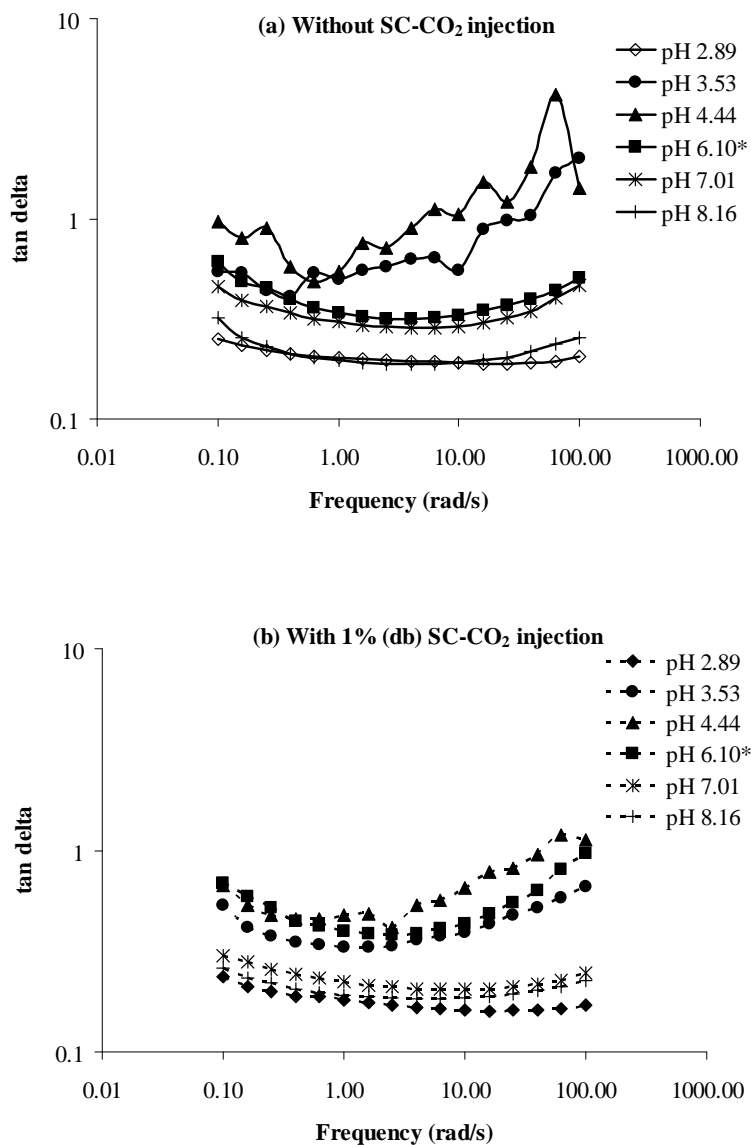 (a) Without SC-CO₂ injection
10
1
0.1
tan delta
0.01
0.10
1.00
10.00
100.00
1000.00
Frequency (rad/s)
pH 2.89
pH 3.53
pH 4.44
pH 6.10*
pH 7.01
pH 8.16
(b) With 1% (db) SC-CO₂ injection
10
1
0.1
tan delta
0.01
0.10
1.00
10.00
100.00
1000.00
Frequency (rad/s)
pH 2.89
pH 3.53
pH 4.44
pH 6.10*
pH 7.01
pH 8.16